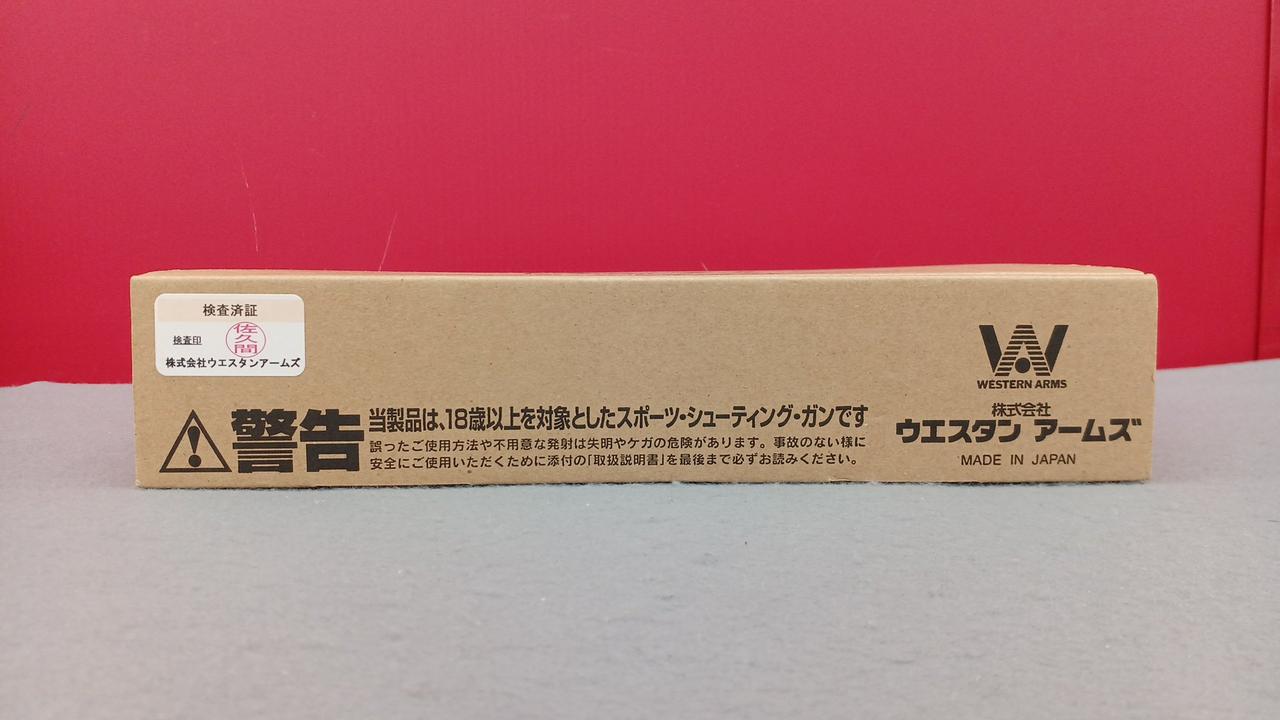 検査済証
検査印
佐久間
株式会社ウエスタンアームズ
警告
当製品は、18歳以上を対象としたスポーツ・シューティング・ガンです
誤ったご使用方法や不用意な発射は失明やケガの危険があります。事故のない様に
安全にご使用いただくために添付の「取扱説明書」を最後まで必ずお読みください。
WESTERN ARMS
株式会社
ウエスタン アームズ
MADE IN JAPAN